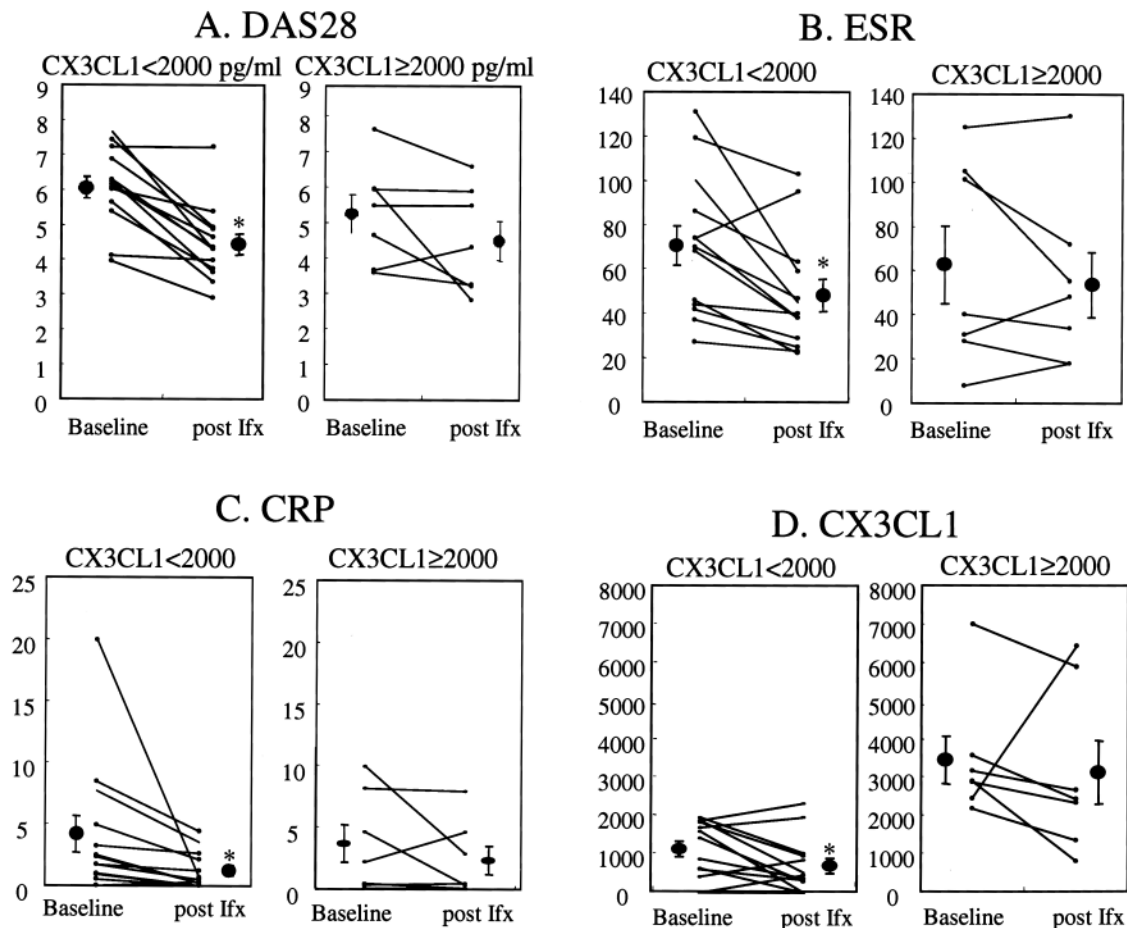 A. DAS28
CX3CL1<2000 pg/ml
CX3CL1≥2000 pg/ml
9
8
7
6
5
4
3
2
1
0
*
Baseline
post Ifx
9
8
7
6
5
4
3
2
1
0
Baseline
post Ifx
B. ESR
CX3CL1<2000
CX3CL1≥2000
140
120
100
80
60
40
20
0
*
Baseline
post Ifx
140
120
100
80
60
40
20
0
Baseline
post Ifx
C. CRP
CX3CL1<2000
CX3CL1≥2000
25
20
15
10
5
0
*
Baseline
post Ifx
25
20
15
10
5
0
Baseline
post Ifx
D. CX3CL1
CX3CL1<2000
CX3CL1≥2000
8000
7000
6000
5000
4000
3000
2000
1000
0
*
Baseline
post Ifx
8000
7000
6000
5000
4000
3000
2000
1000
0
Baseline
post Ifx